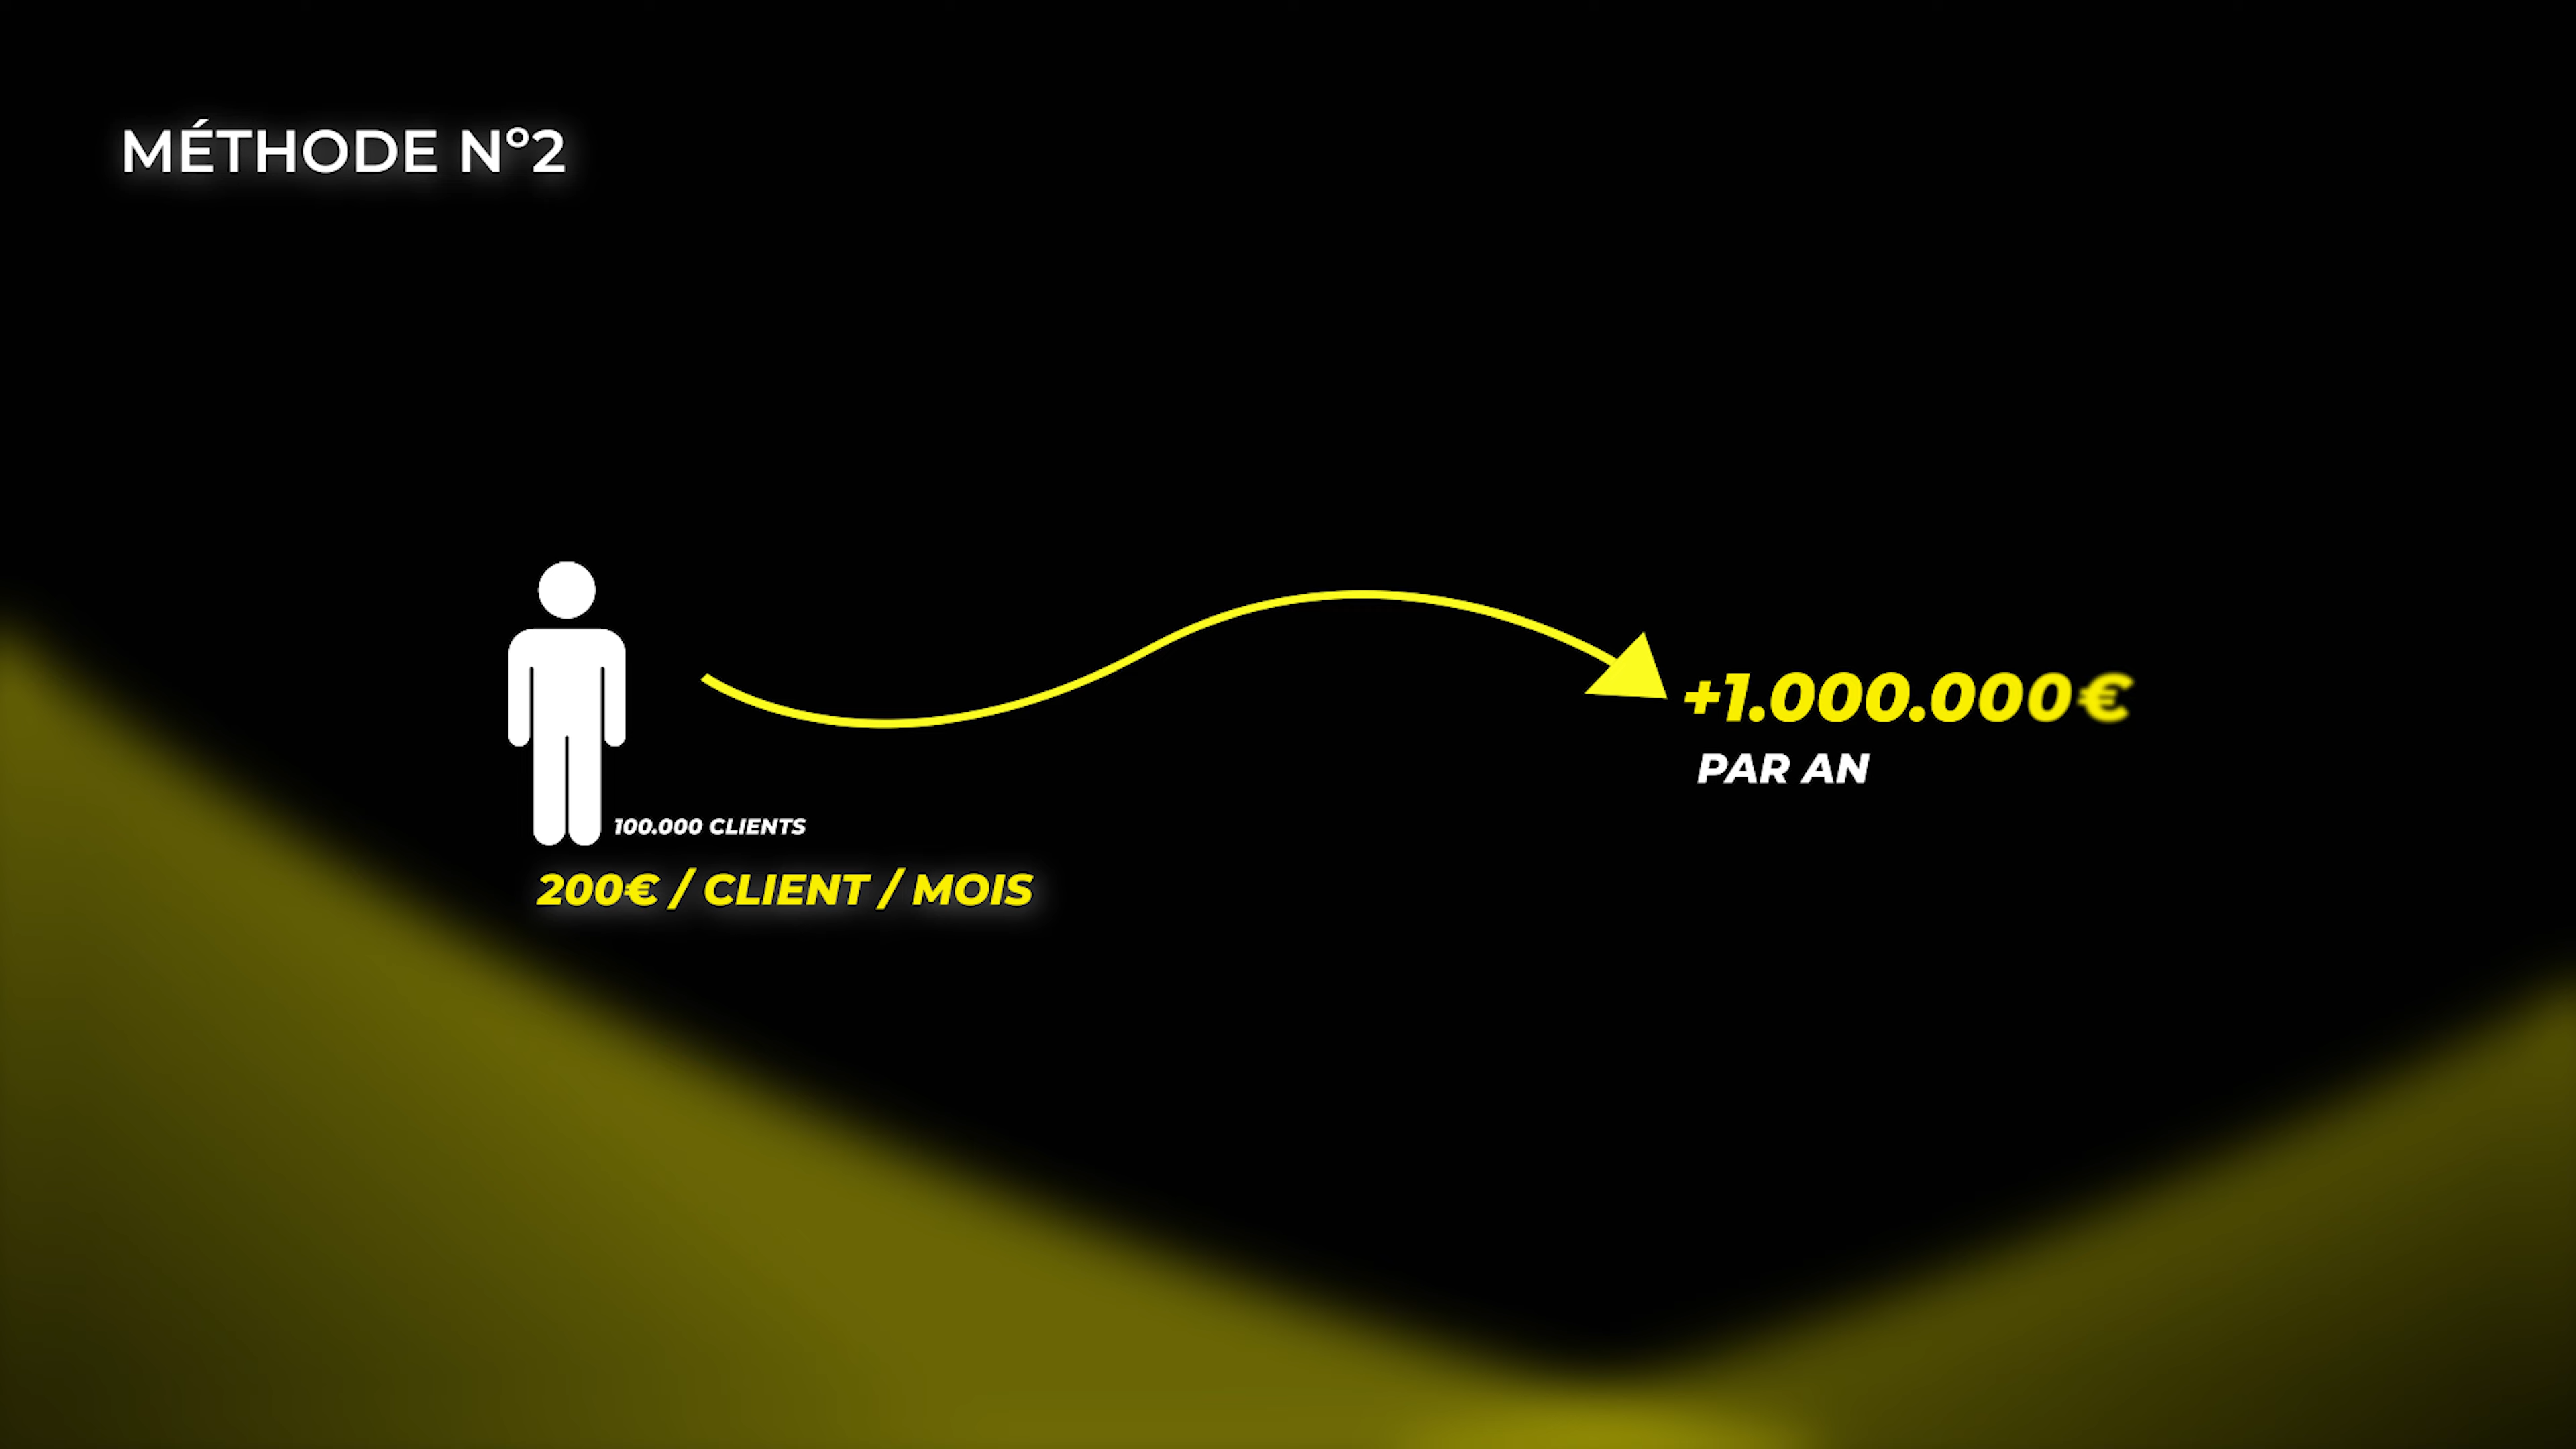 MÉTHODE N°2
+1.000.000€
PAR AN
100.000 CLIENTS
200€ / CLIENT / MOIS